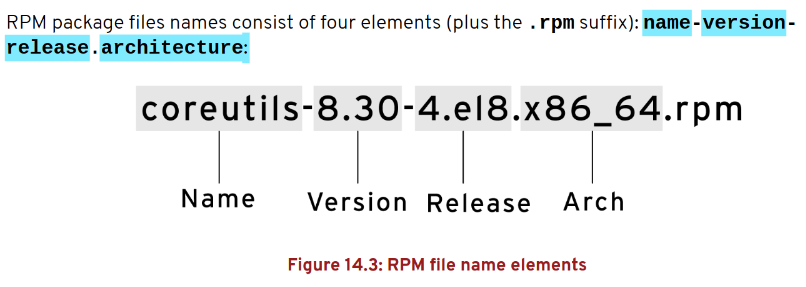 RPM package files names consist of four elements (plus the .rpm suffix): name-version-
release.architecture:
coreutils-8.30-4.el8.x86_64.rpm
Name Version Release Arch
Figure 14.3: RPM file name elements